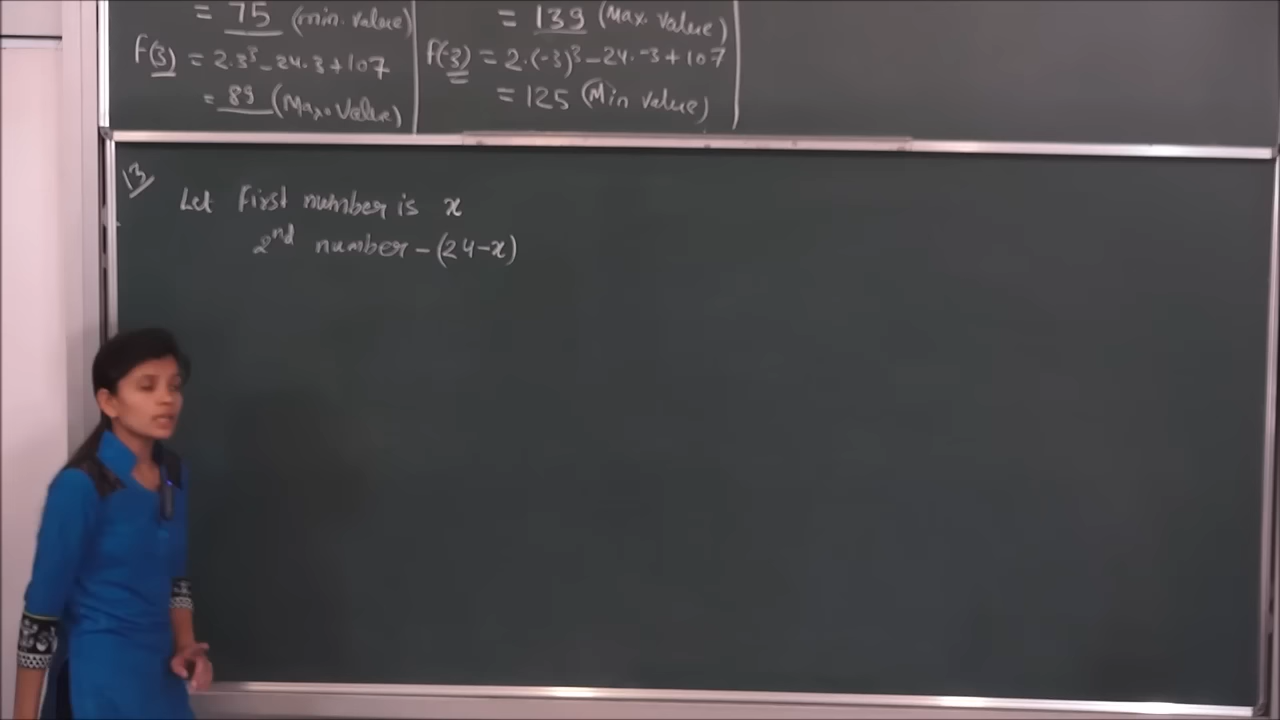 = 75 (min. value)
f(3) = 2.3³ - 24.3 + 107
= 89 (Max. value)
= 139 (Max. value)
f(-3) = 2.(-3)³ - 24.-3 + 107
= 125 (Min value)
13
Let First number is x
2nd number - (24-x)